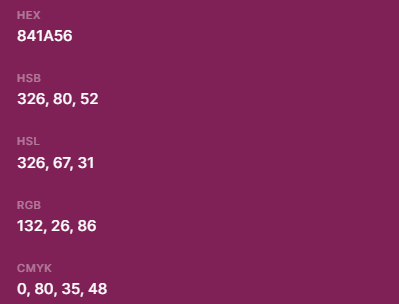 HEX
841A56
HSB
326, 80, 52
HSL
326, 67, 31
RGB
132, 26, 86
CMYK
0, 80, 35, 48